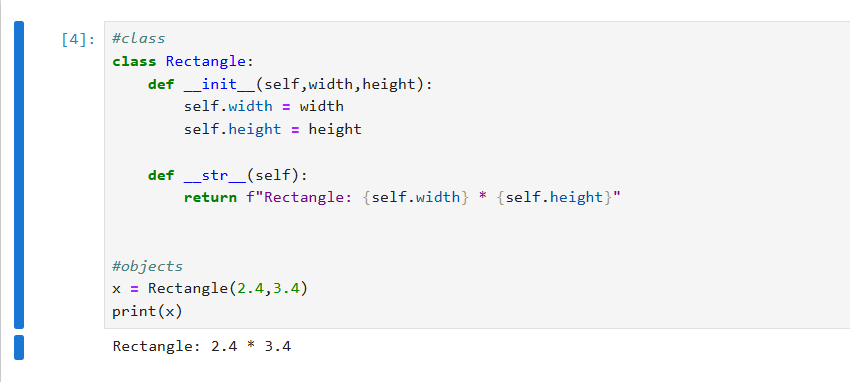 [4]: #class
class Rectangle:
    def __init__(self,width,height):
        self.width = width
        self.height = height
    def __str__(self):
        return f"Rectangle: {self.width} * {self.height}"
#objects
x = Rectangle(2.4,3.4)
print(x)
Rectangle: 2.4 * 3.4